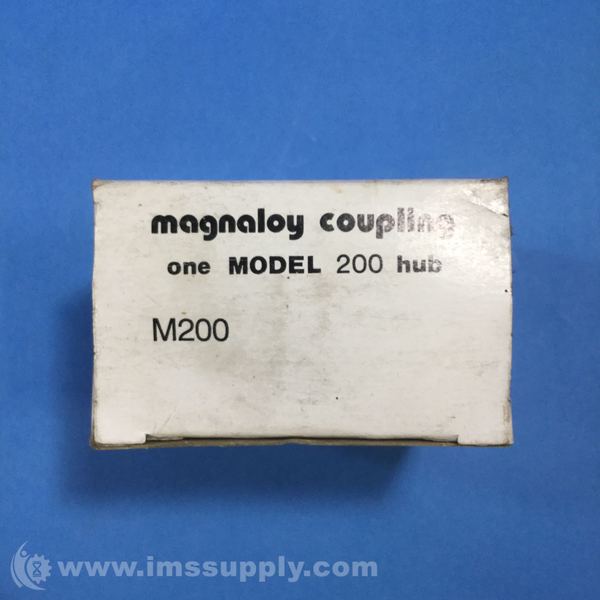 magnaloy coupling
one MODEL 200 hub
M200
www.imssupply.com